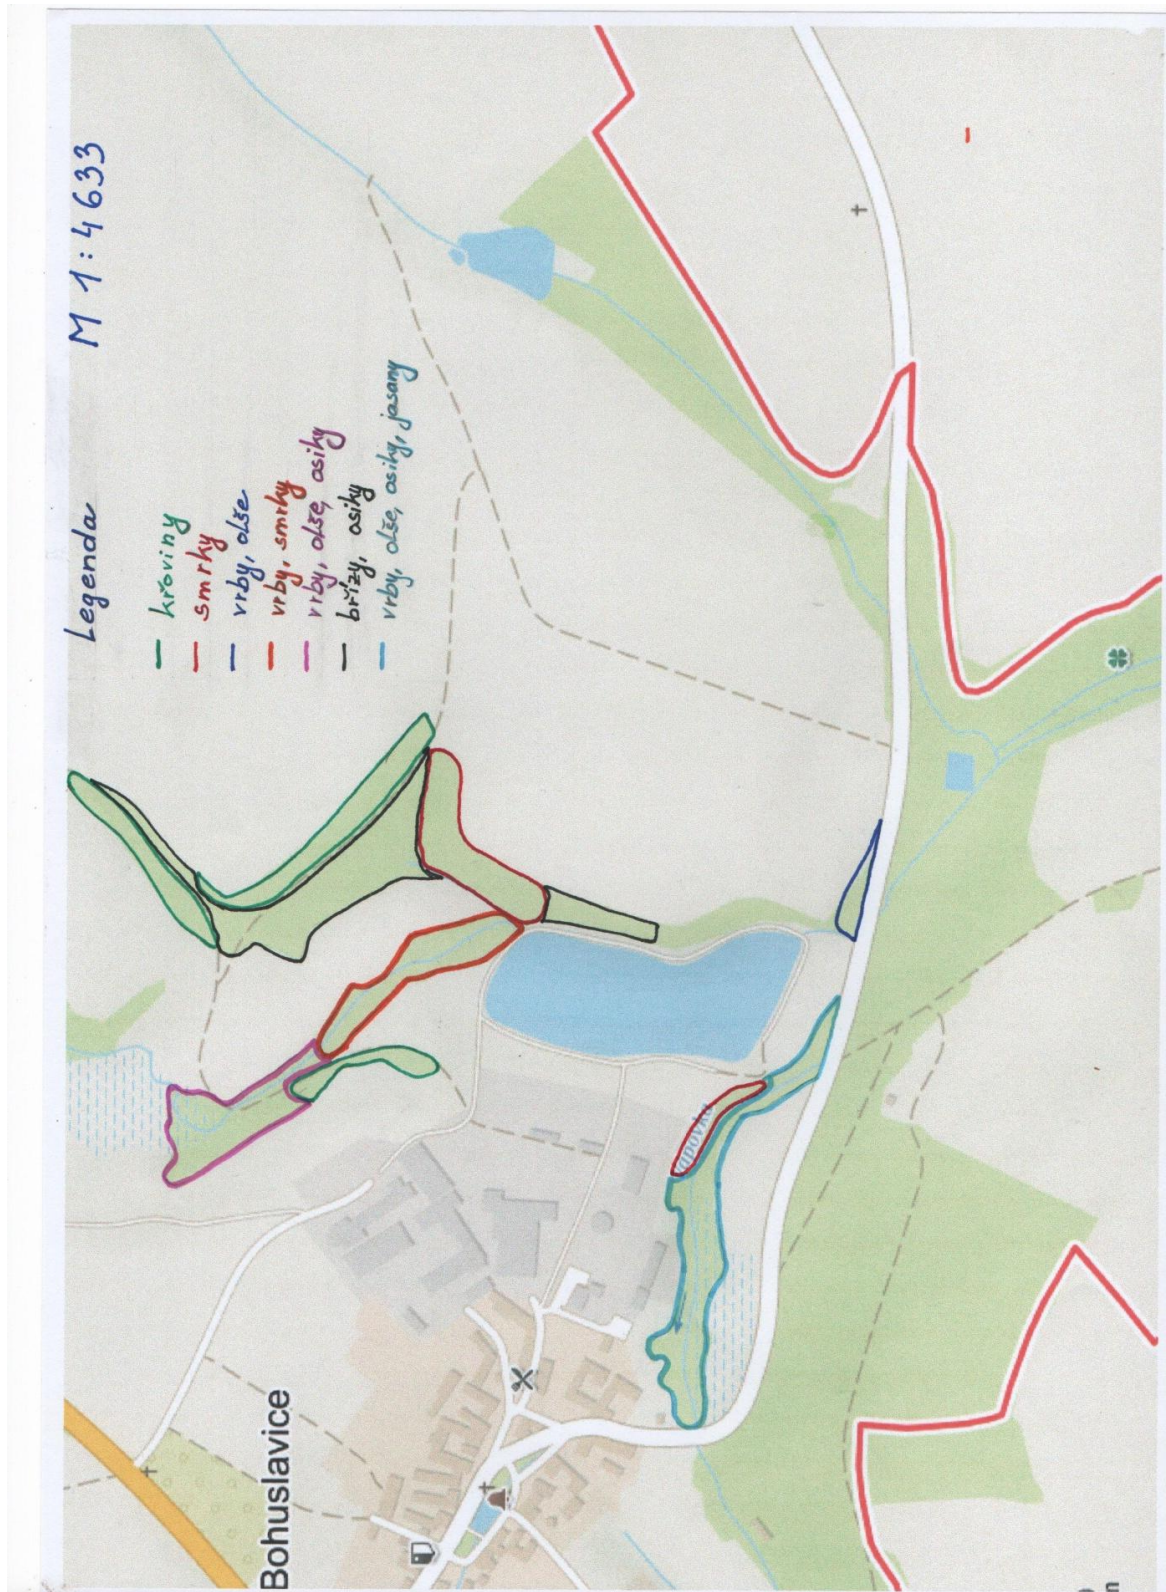 Legenda
M 1:4633
křoviny
smrky
vrby, olše
vrby, smrky
vrby, olše, osiky
břízy, osiky
vrby, olše, osiky, jasany
Bohuslavice